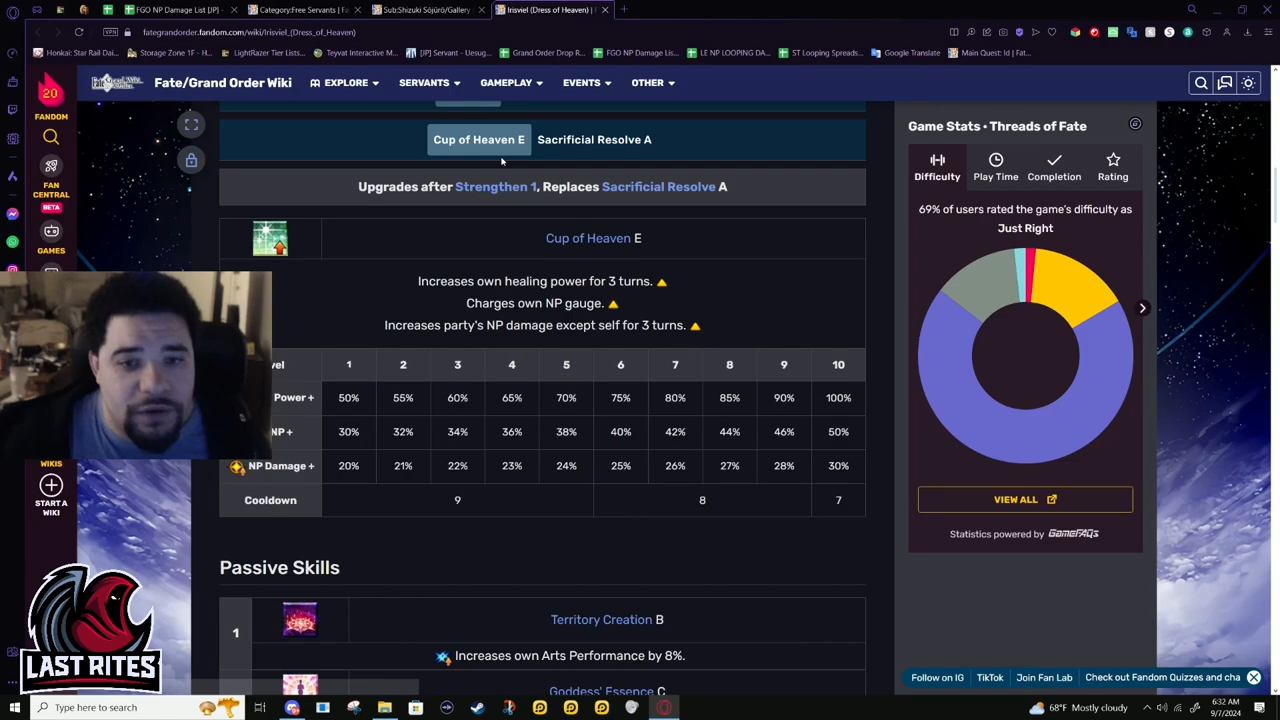 FGO NP Damage List [JP] -
Category:Free Servants | Fa
Sub:Shizuki Sōjūrō/Gallery
Irisviel (Dress of Heaven) |
VPN
fategrandorder.fandom.com/wiki/Irisviel_(Dress_of_Heaven)
Honkai: Star Rail Dai...
Storage Zone 1F - H...
LightRazer Tier Lists...
Teyvat Interactive M...
[JP] Servant - Uesug...
Grand Order Drop R...
FGO NP Damage Lis...
LE NP LOOPING DA...
ST Looping Spreads...
Google Translate
Main Quest: Id | Fat...
20
FANDOM
Fate/Grand Order Wiki
EXPLORE
SERVANTS
GAMEPLAY
EVENTS
OTHER
FAN
CENTRAL
BETA
GAMES
WIKIS
START A
WIKI
Cup of Heaven E
Sacrificial Resolve A
Upgrades after Strengthen 1, Replaces Sacrificial Resolve A
Cup of Heaven E
Increases own healing power for 3 turns.
Charges own NP gauge.
Increases party's NP damage except self for 3 turns.
vel 1 2 3 4 5 6 7 8 9 10
Power + 50% 55% 60% 65% 70% 75% 80% 85% 90% 100%
NP + 30% 32% 34% 36% 38% 40% 42% 44% 46% 50%
NP Damage + 20% 21% 22% 23% 24% 25% 26% 27% 28% 30%
Cooldown 9 8 7
Passive Skills
1
Territory Creation B
Increases own Arts Performance by 8%.
Goddess' Essence C
Game Stats • Threads of Fate
Difficulty
Play Time
Completion
Rating
69% of users rated the game's difficulty as
Just Right
VIEW ALL
Statistics powered by GameFAQs
Follow on IG
TikTok
Join Fan Lab
Check out Fandom Quizzes and cha
LAST RITES
Type here to search
68°F Mostly cloudy
6:32 AM
9/7/2024